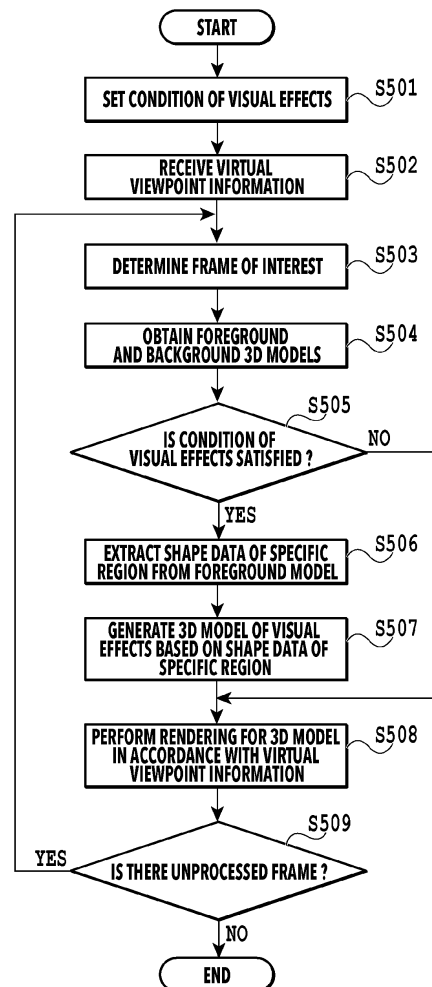 START
SET CONDITION OF VISUAL EFFECTS
S501
RECEIVE VIRTUAL
VIEWPOINT INFORMATION
S502
DETERMINE FRAME OF INTEREST
S503
OBTAIN FOREGROUND
AND BACKGROUND 3D MODELS
S504
S505
IS CONDITION OF
VISUAL EFFECTS SATISFIED ?
NO
YES
EXTRACT SHAPE DATA OF SPECIFIC
REGION FROM FOREGROUND MODEL
S506
GENERATE 3D MODEL OF VISUAL
EFFECTS BASED ON SHAPE DATA OF
SPECIFIC REGION
S507
PERFORM RENDERING FOR 3D MODEL
IN ACCORDANCE WITH VIRTUAL
VIEWPOINT INFORMATION
S508
S509
YES
IS THERE UNPROCESSED FRAME ?
NO
END